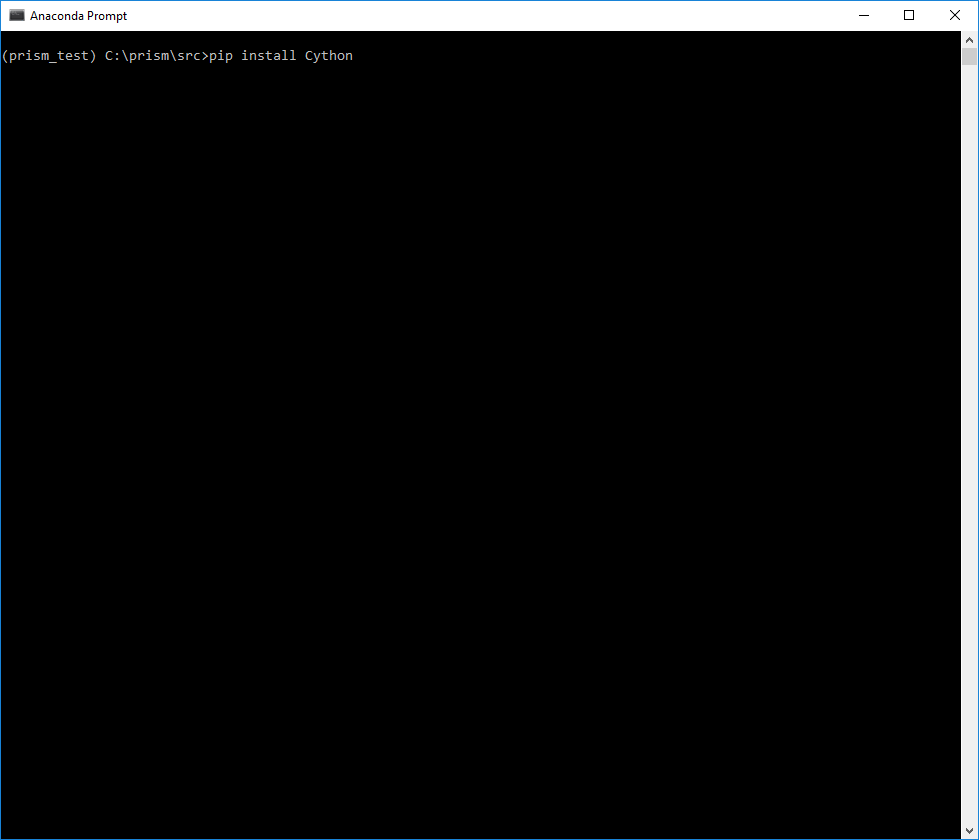 Anaconda Prompt
(prism_test) C:\prism\src>pip install Cython